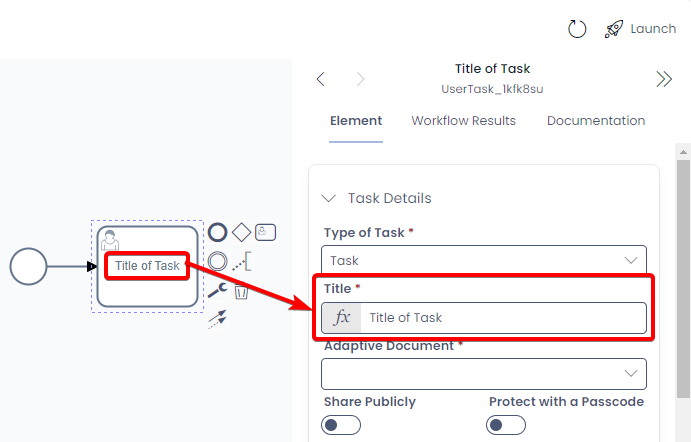 Launch
Title of Task
UserTask_1kfk8su
Element Workflow Results Documentation
Task Details
Type of Task *
Task
Title of Task
Title *
fx Title of Task
Adaptive Document *
Share Publicly Protect with a Passcode